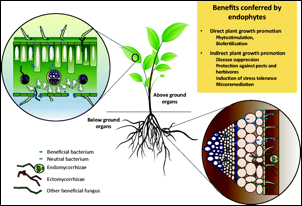 Benefits conferred by
endophytes
• Direct plant growth promotion
Phytostimulation,
Biofertilization
• Indirect plant growth promotion
Disease suppression
Protection against pests and
herbivores
Induction of stress tolerance
Rhizoremediation
Above ground
organs
Below ground
organs
Beneficial bacterium
Neutral bacterium
Endomycorrhizae
Ectomycorrhizae
Other beneficial fungus